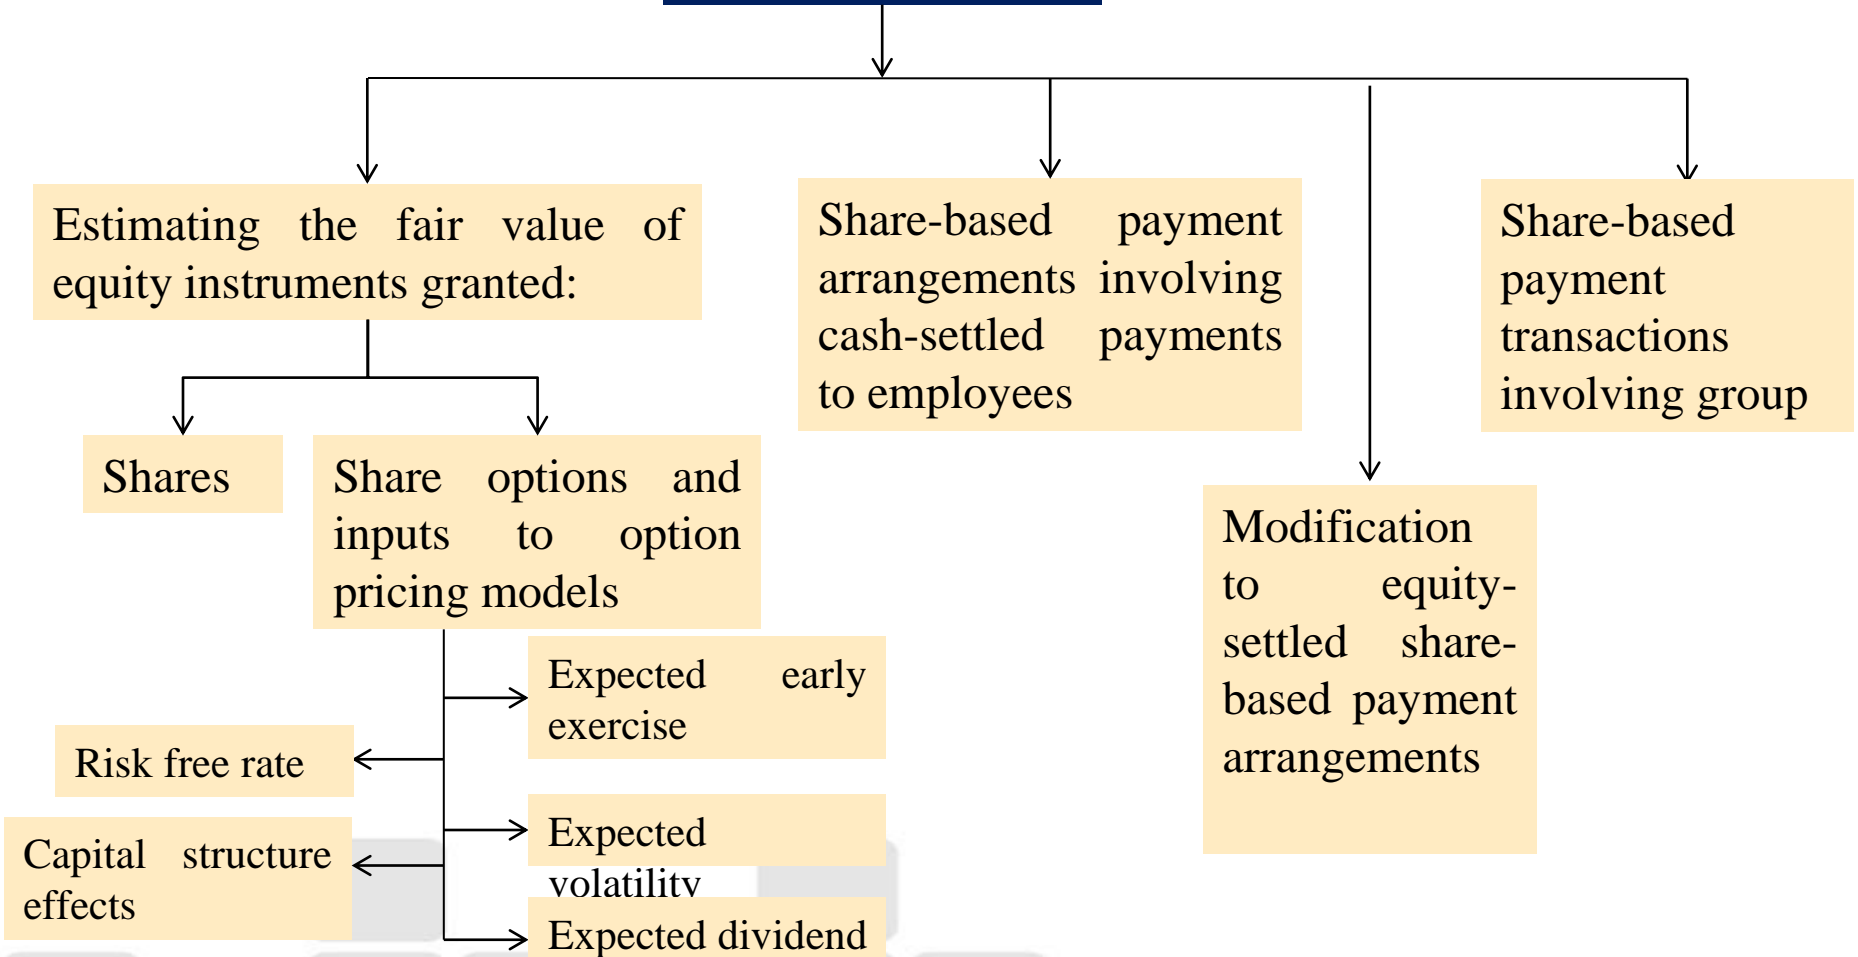 Estimating the fair value of
equity instruments granted:
Share-based payment
arrangements involving
cash-settled payments
to employees
Share-based
payment
transactions
involving group
Shares
Share options and
inputs to option
pricing models
Modification
to equity-
settled share-
based payment
arrangements
Expected early
exercise
Risk free rate
Expected
volatility
Capital structure
effects
Expected dividend